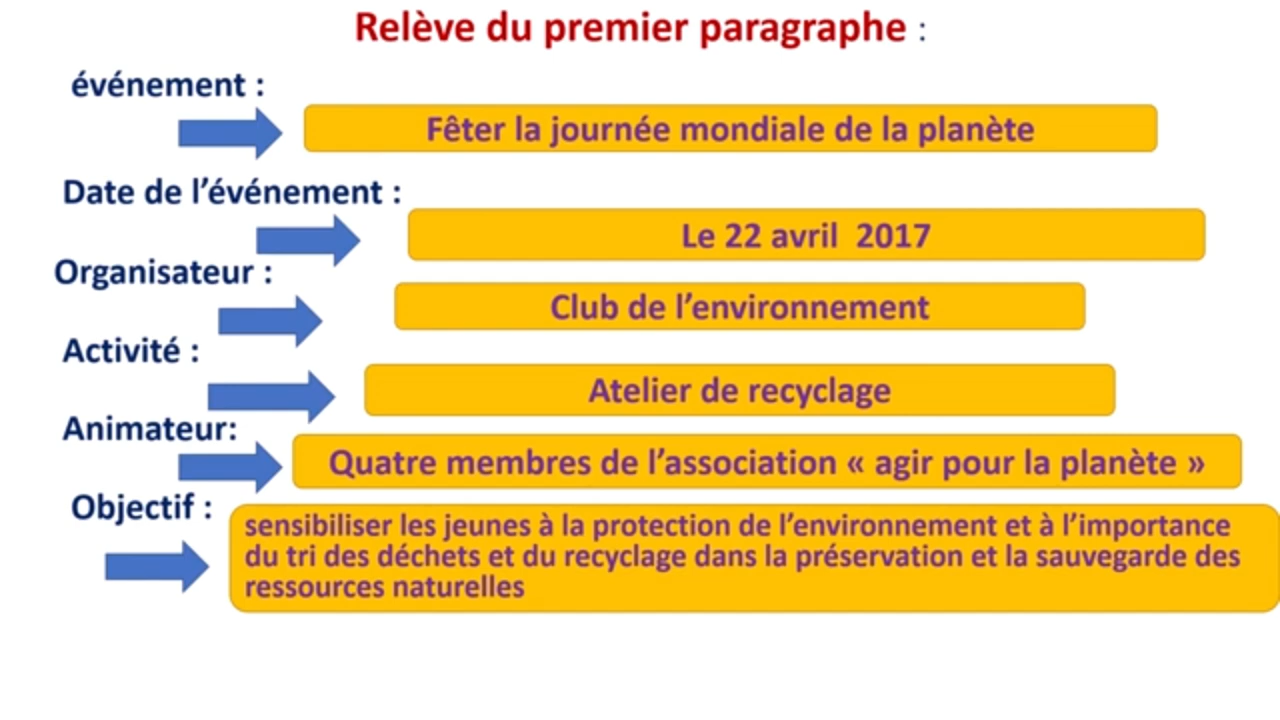 Relève du premier paragraphe :
événement :
Fêter la journée mondiale de la planète
Date de l’événement :
Le 22 avril 2017
Organisateur :
Club de l’environnement
Activité :
Atelier de recyclage
Animateur:
Quatre membres de l’association « agir pour la planète »
Objectif :
sensibiliser les jeunes à la protection de l’environnement et à l’importance
du tri des déchets et du recyclage dans la préservation et la sauvegarde des
ressources naturelles